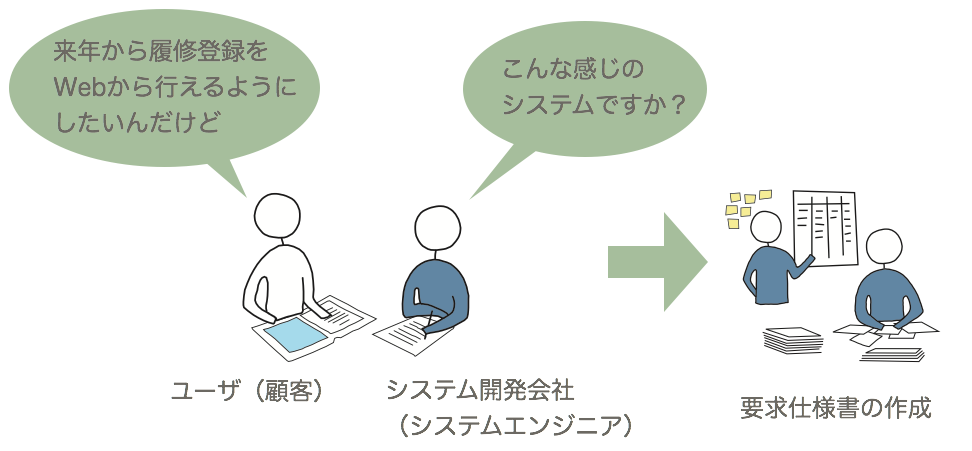 来年から履修登録を
Webから行えるように
したいんだけど
こんな感じの
システムですか？
ユーザ（顧客）
システム開発会社
（システムエンジニア）
要求仕様書の作成